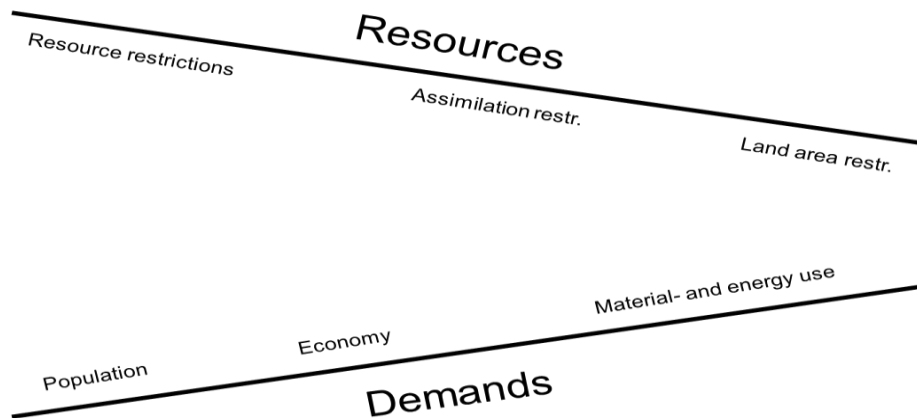 Resources
Resource restrictions
Assimilation restr.
Land area restr.
Material- and energy use
Economy
Population
Demands